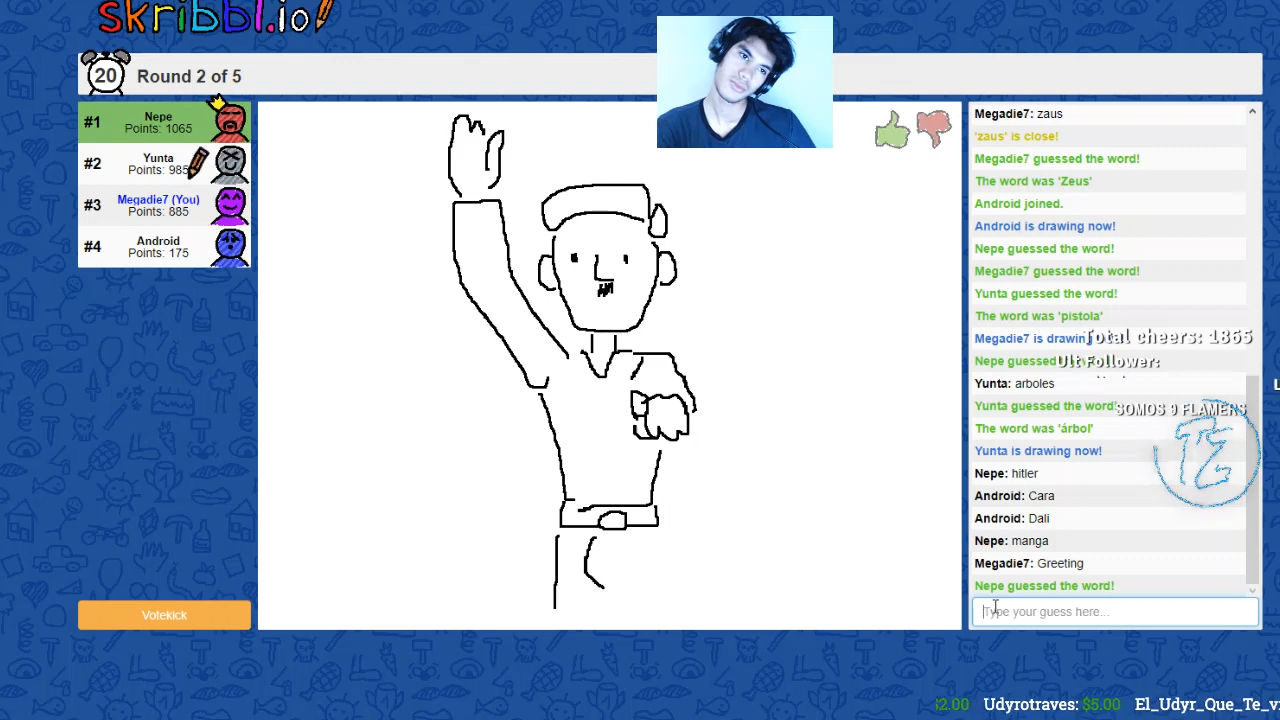 skribbl.io
20 Round 2 of 5
#1 Nepe
Points: 1065
#2 Yunta
Points: 985
#3 Megadie7 (You)
Points: 885
#4 Android
Points: 175
Votekick
Megadie7: zaus
'zaus' is close!
Megadie7 guessed the word!
The word was 'Zeus'
Android joined.
Android is drawing now!
Nepe guessed the word!
Megadie7 guessed the word!
Yunta guessed the word!
The word was 'pistola'
Megadie7 is drawing
Total cheers: 1865
Nepe guessed
Ult Follower:
Yunta: arboles
Yunta guessed the word!
SOMOS 9 FLAMERS
The word was 'árbol'
Yunta is drawing now!
Nepe: hitler
Android: Cara
Android: Dali
Nepe: manga
Megadie7: Greeting
Nepe guessed the word!
Type your guess here...
2.00 Udyrotraves: $5.00 El_Udyr_Que_Te_v